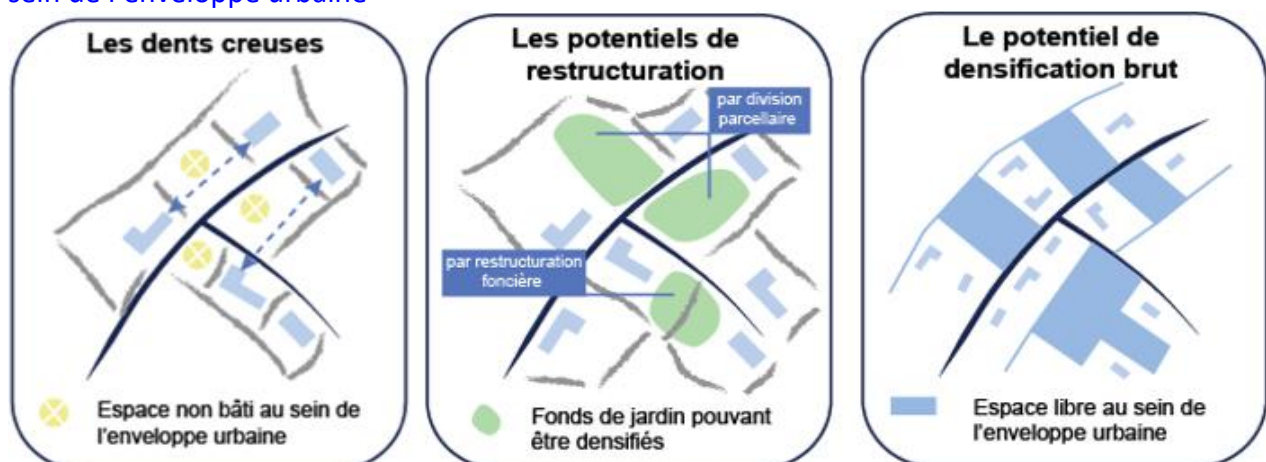 sein de l'enveloppe urbaine
Les dents creuses
Espace non bâti au sein de
l'enveloppe urbaine
Les potentiels de
restructuration
par division
parcellaire
par restructuration
foncière
Fonds de jardin pouvant
être densifiés
Le potentiel de
densification brut
Espace libre au sein de
l'enveloppe urbaine